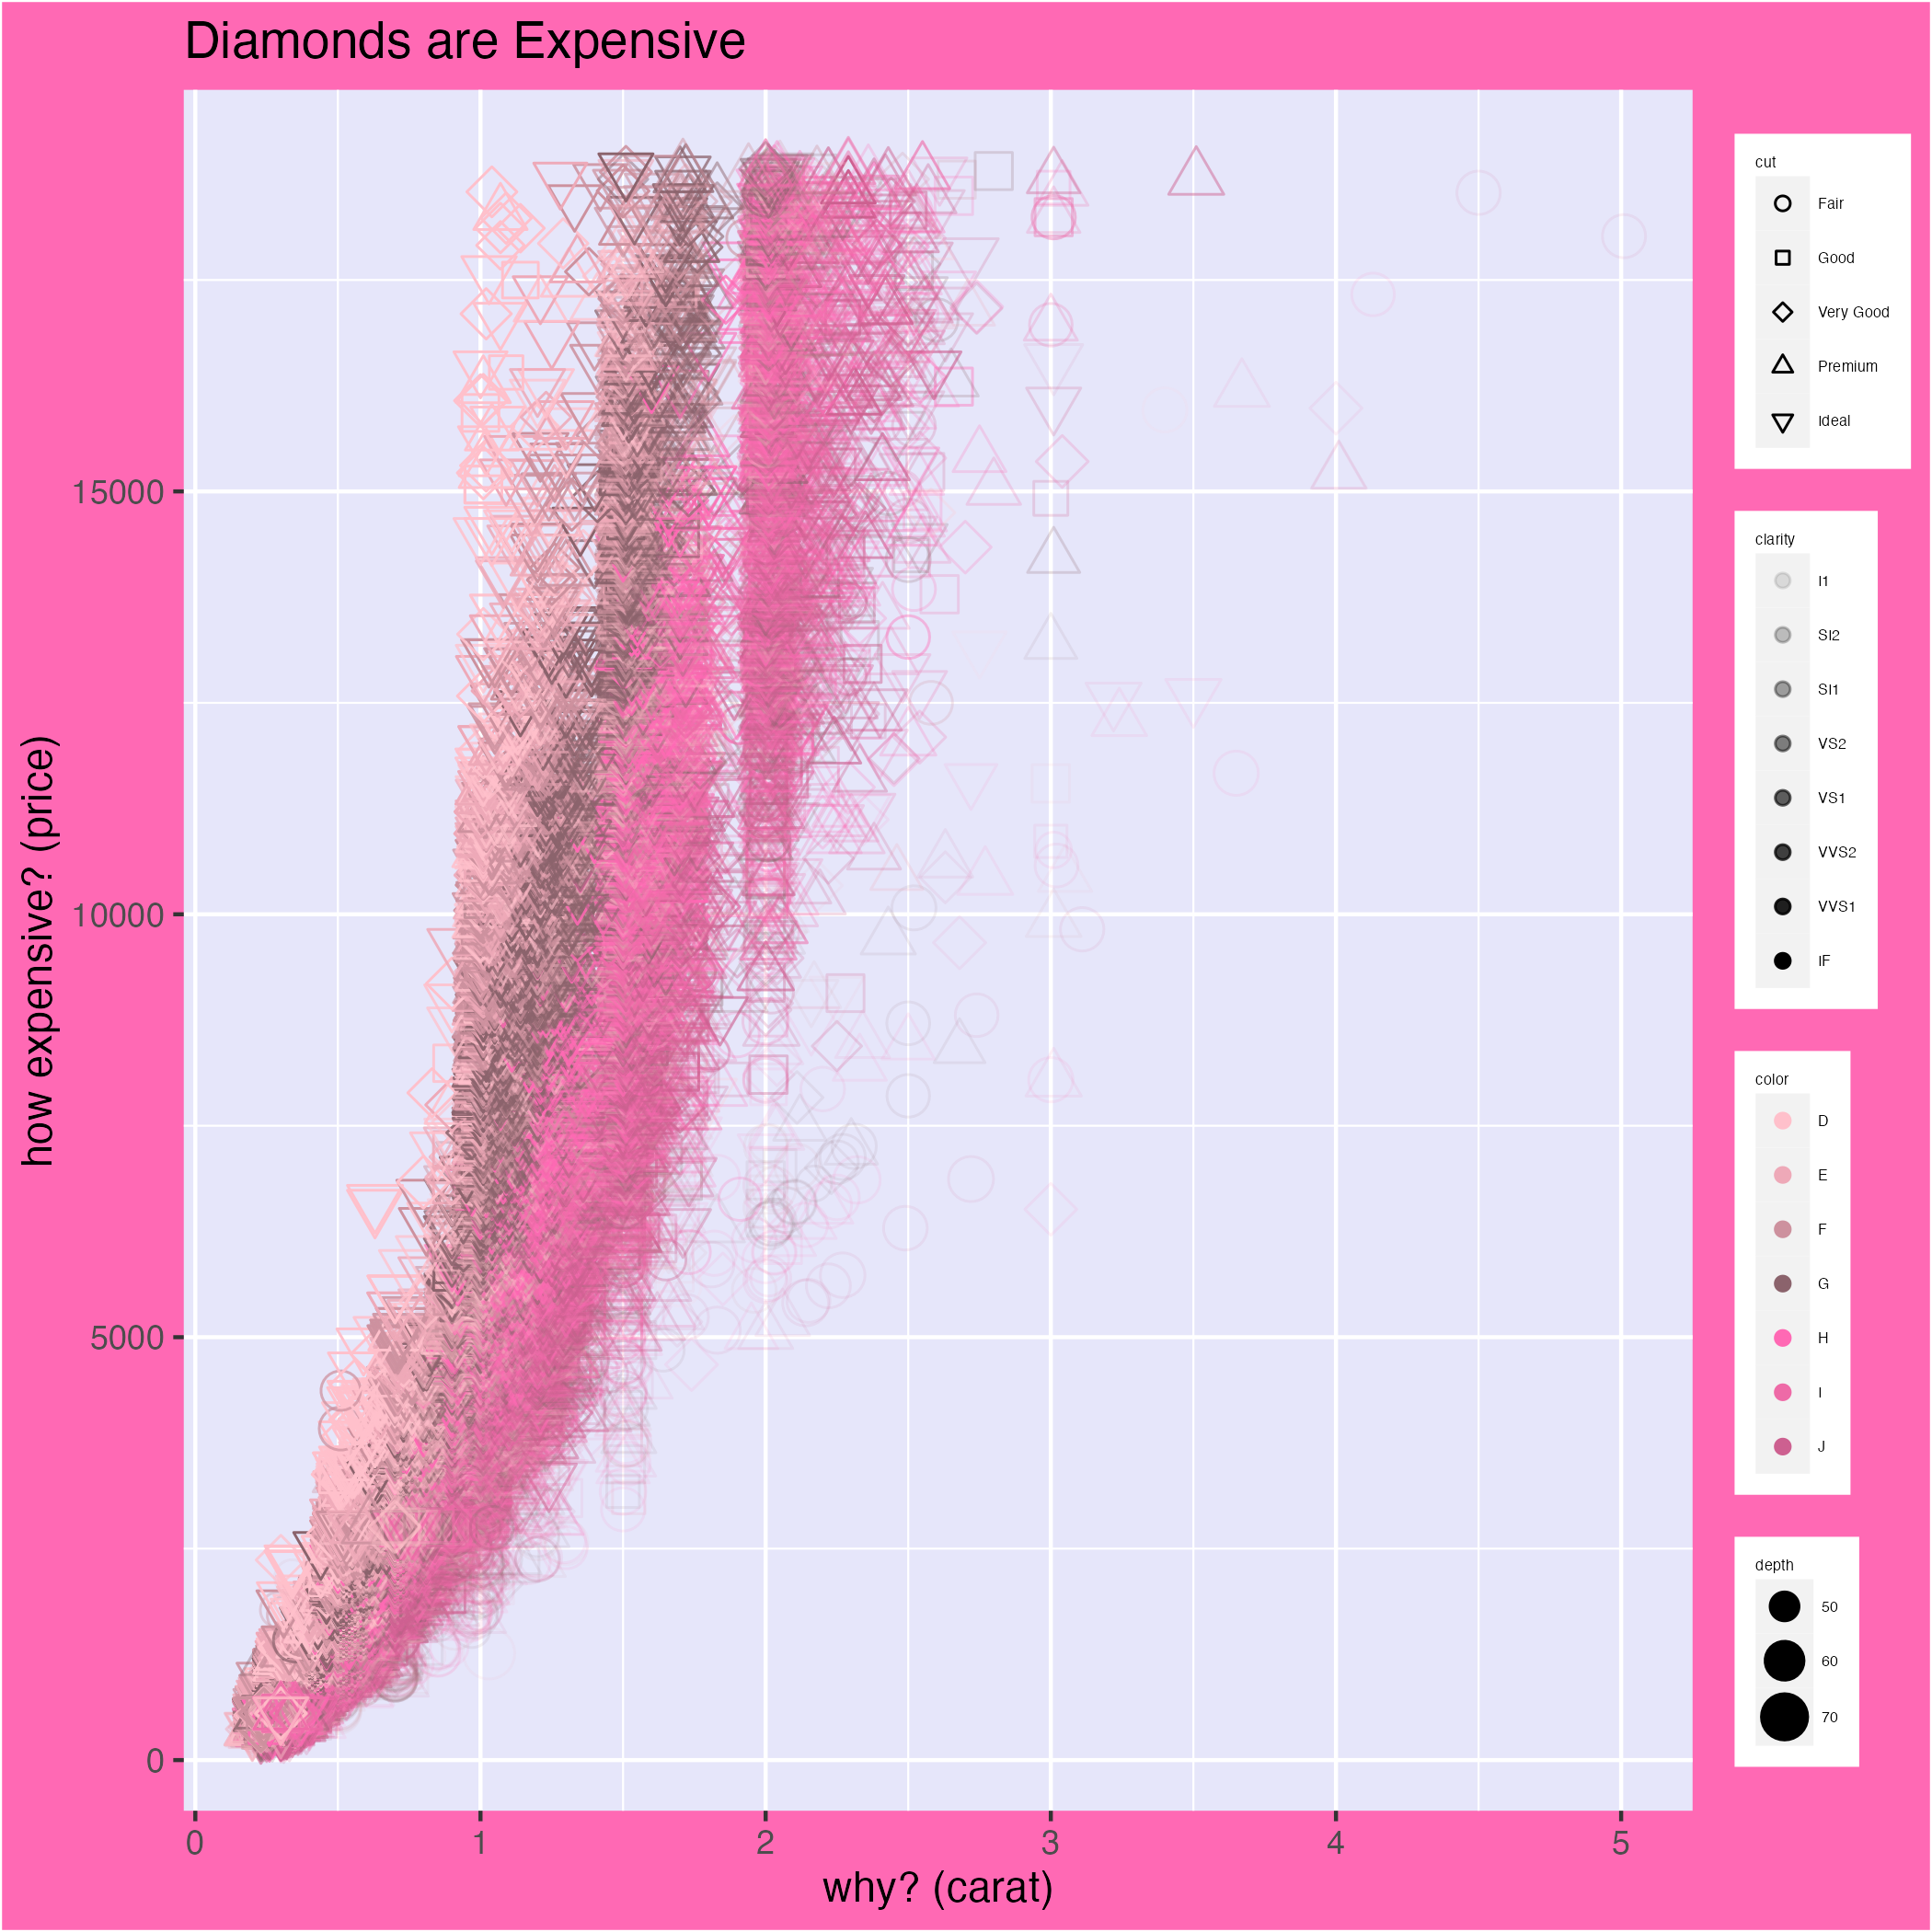 Diamonds are Expensive
how expensive? (price)
15000
10000
5000
0
0 1 2 3 4 5
why? (carat)
cut
Fair
Good
Very Good
Premium
Ideal
clarity
I1
SI2
SI1
VS2
VS1
VVS2
VVS1
IF
color
D
E
F
G
H
I
J
depth
50
60
70